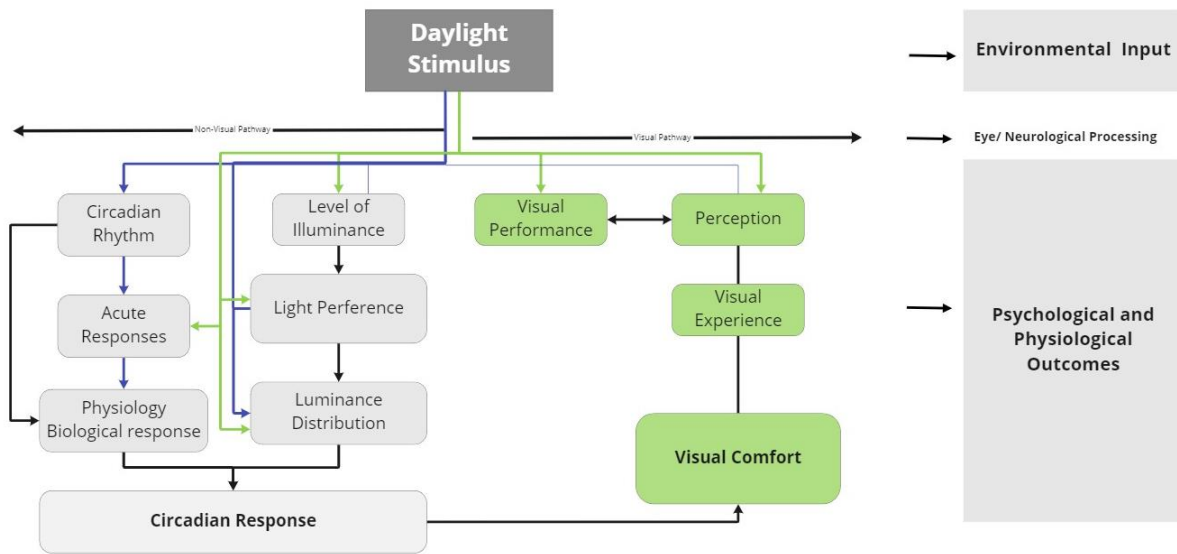 Daylight
Stimulus
Environmental Input
Non-Visual Pathway
Visual Pathway
Eye/ Neurological Processing
Circadian
Rhythm
Level of
Illuminance
Visual
Performance
Perception
Acute
Responses
Light Perference
Visual
Experience
Psychological and
Physiological
Outcomes
Physiology
Biological response
Luminance
Distribution
Visual Comfort
Circadian Response